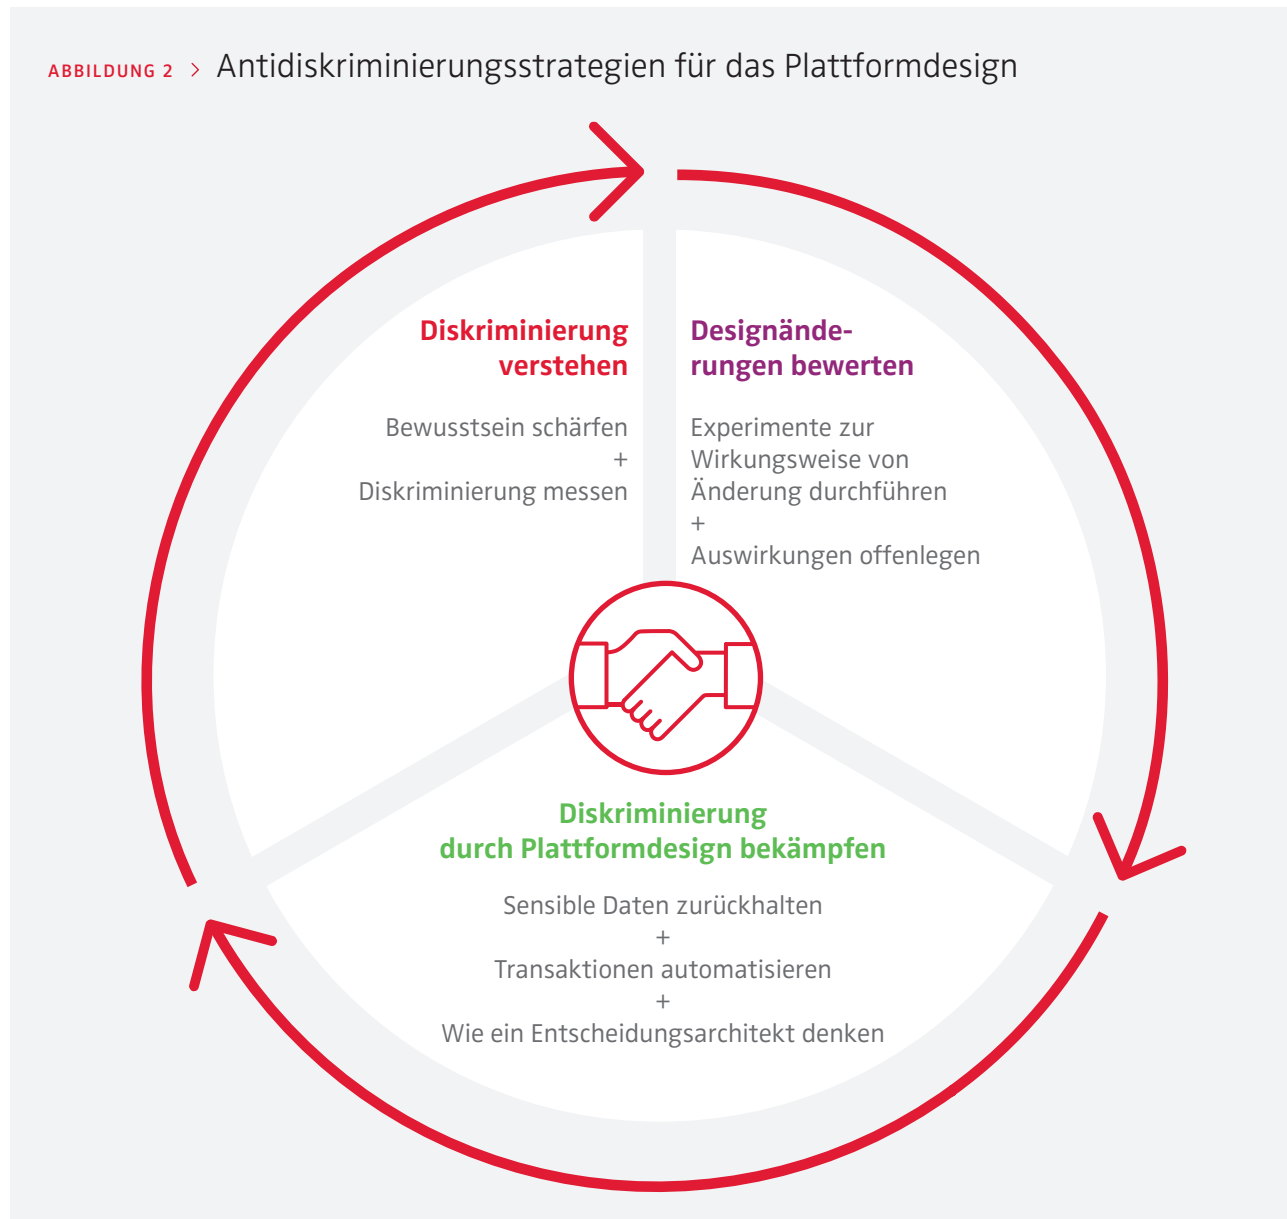 ABBILDUNG 2 > Antidiskriminierungsstrategien für das Plattformdesign
Diskriminierung
verstehen
Bewusstsein schärfen
+
Diskriminierung messen
Designände-
rungen bewerten
Experimente zur
Wirkungsweise von
Änderung durchführen
+
Auswirkungen offenlegen
Diskriminierung
durch Plattformdesign bekämpfen
Sensible Daten zurückhalten
+
Transaktionen automatisieren
+
Wie ein Entscheidungsarchitekt denken